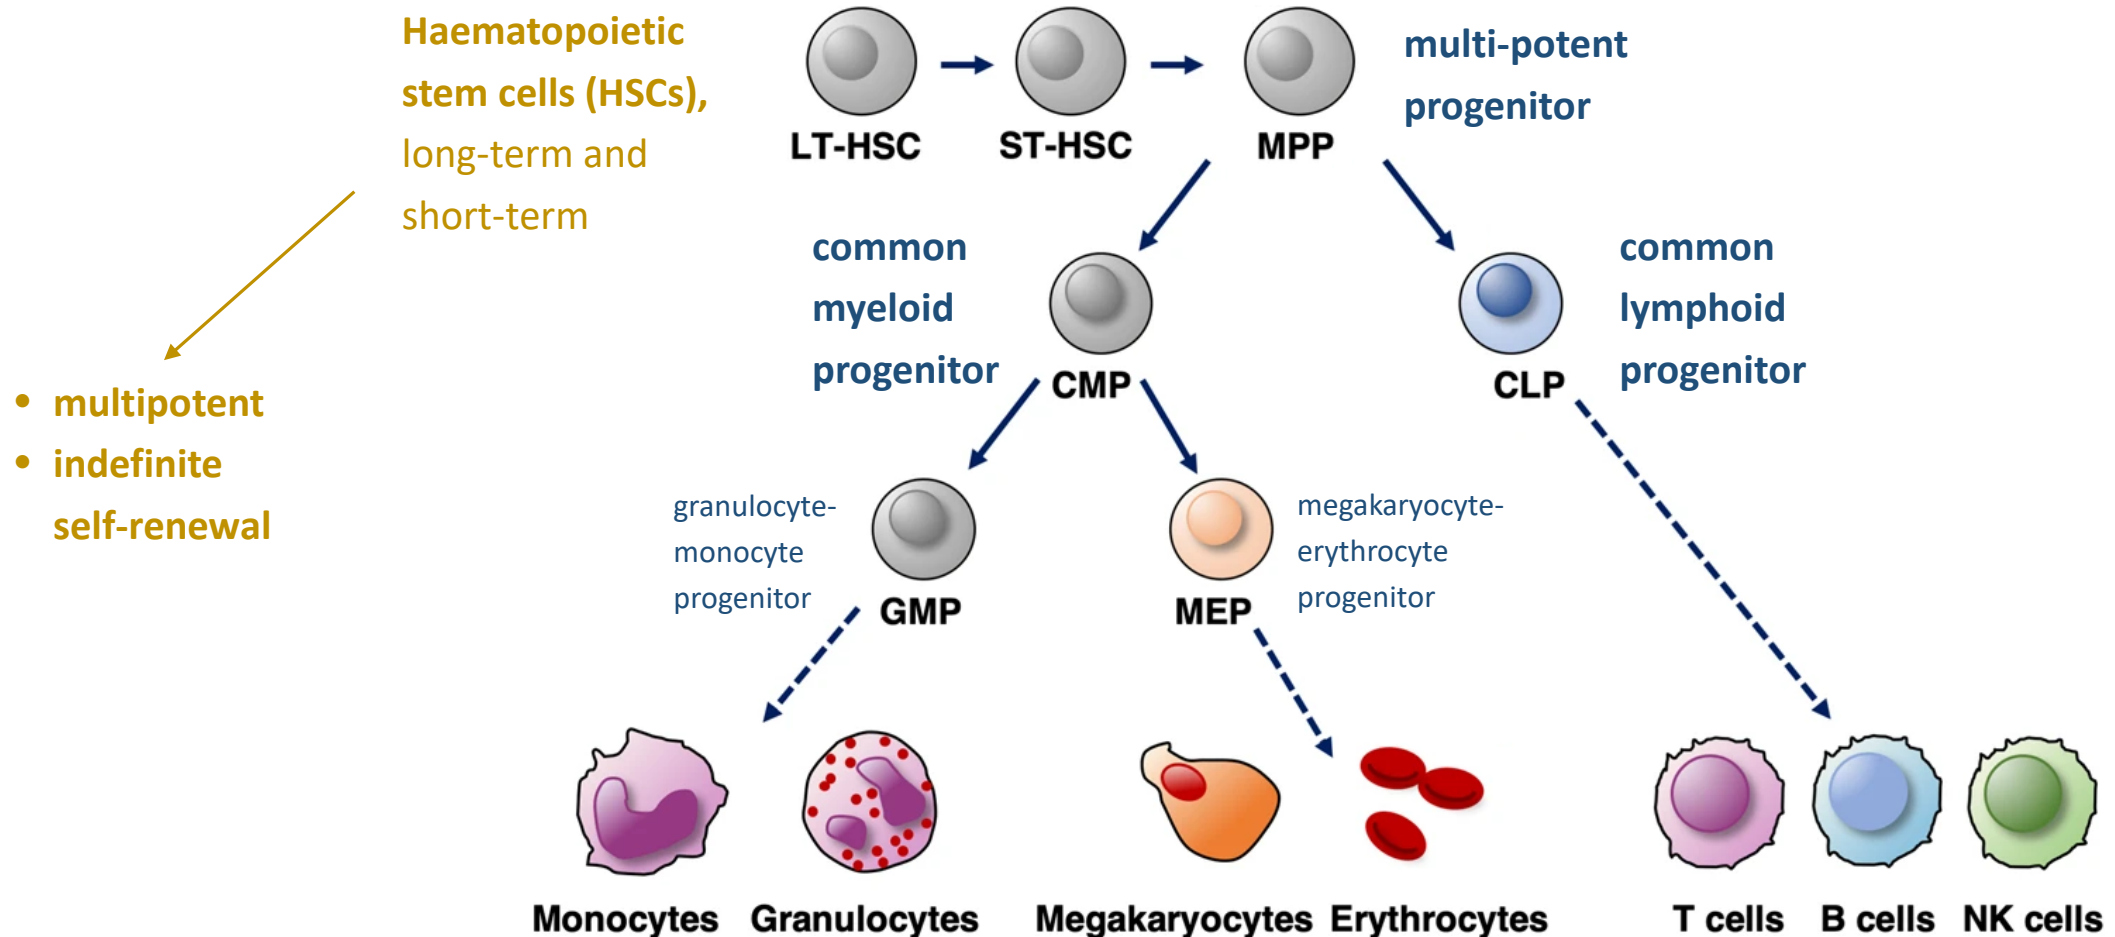 Haematopoietic
stem cells (HSCs),
long-term and
short-term
LT-HSC
ST-HSC
MPP
multi-potent
progenitor
• multipotent
• indefinite
self-renewal
common
myeloid
progenitor
CMP
CLP
common
lymphoid
progenitor
granulocyte-
monocyte
progenitor
GMP
MEP
megakaryocyte-
erythrocyte
progenitor
Monocytes
Granulocytes
Megakaryocytes
Erythrocytes
T cells
B cells
NK cells